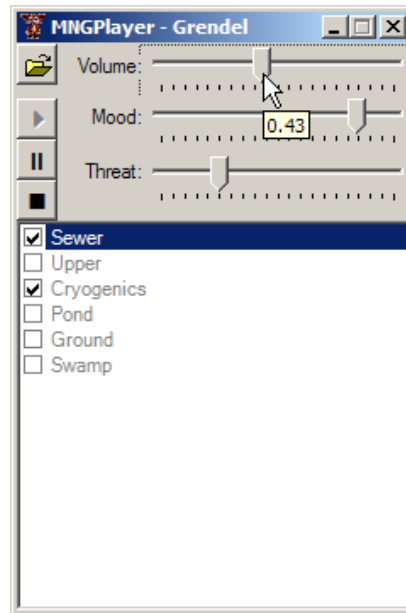 MNGPlayer - Grendel
Volume:
Mood:
0.43
Threat:
Sewer
Upper
Cryogenics
Pond
Ground
Swamp